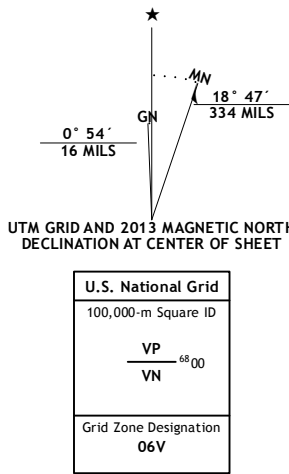 MN
GN
18° 47´
334 MILS
0° 54´
16 MILS
UTM GRID AND 2013 MAGNETIC NORTH
DECLINATION AT CENTER OF SHEET
U.S. National Grid
100,000-m Square ID
VP
6800
VN
Grid Zone Designation
06V